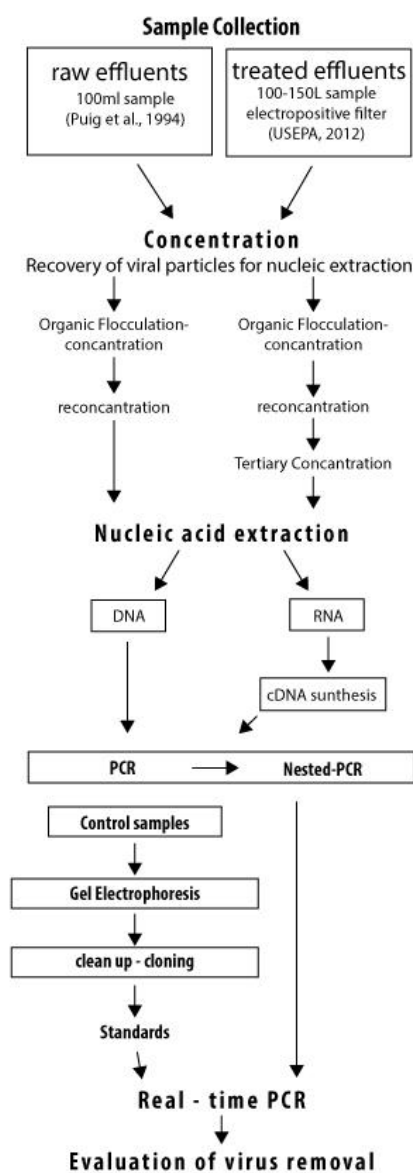 Sample Collection
raw effluents
100ml sample
(Puig et al., 1994)
treated effluents
100-150L sample
electropositive filter
(USEPA, 2012)
Concentration
Recovery of viral particles for nucleic extraction
Organic Flocculation-
concantration
reconcantration
Organic Flocculation-
concantration
reconcantration
Tertiary Concantration
Nucleic acid extraction
DNA
RNA
cDNA sunthesis
PCR
Nested-PCR
Control samples
Gel Electrophoresis
clean up - cloning
Standards
Real - time PCR
Evaluation of virus removal